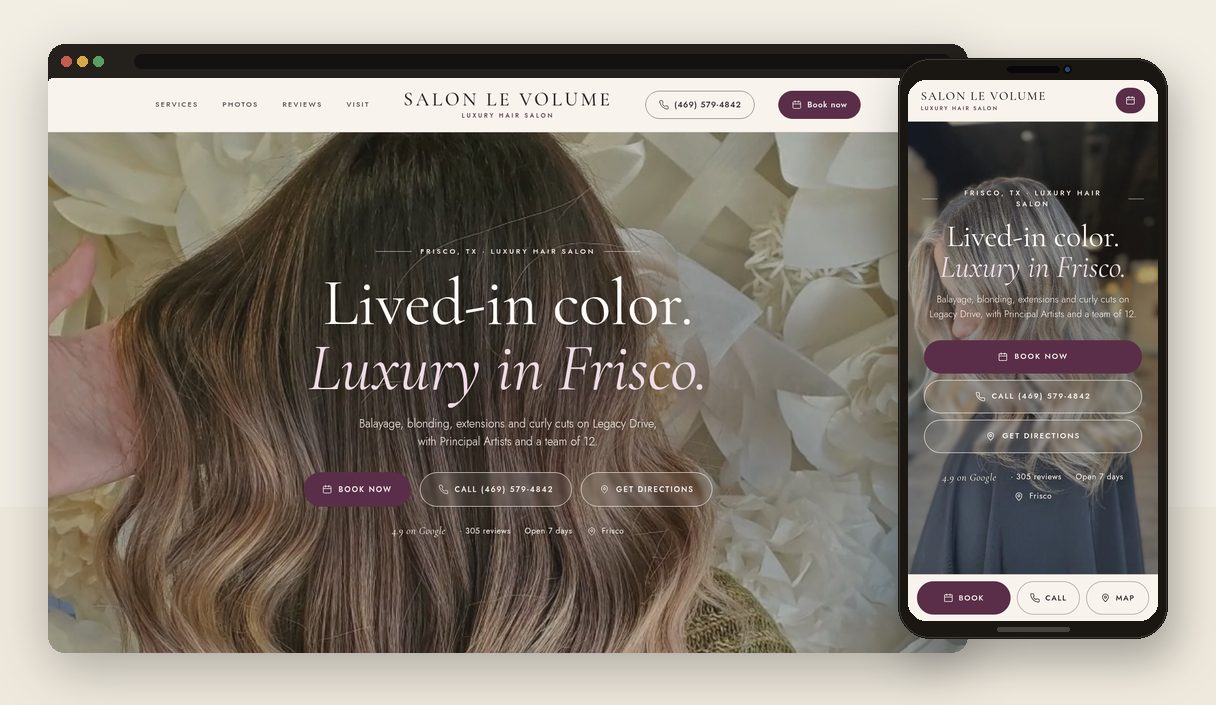 SERVICES PHOTOS REVIEWS VISIT
SALON LE VOLUME
LUXURY HAIR SALON
(469) 579-4842
Book now
FRISCO, TX · LUXURY HAIR SALON
Lived-in color.
Luxury in Frisco.
Balayage, blonding, extensions and curly cuts on Legacy Drive,
with Principal Artists and a team of 12.
BOOK NOW
CALL (469) 579-4842
GET DIRECTIONS
4.9 on Google · 305 reviews Open 7 days Frisco
SALON LE VOLUME
LUXURY HAIR SALON
FRISCO, TX · LUXURY HAIR
SALON
Lived-in color.
Luxury in Frisco.
Balayage, blonding, extensions and curly cuts on
Legacy Drive, with Principal Artists and a team of 12.
BOOK NOW
CALL (469) 579-4842
GET DIRECTIONS
4.9 on Google · 305 reviews Open 7 days
Frisco
BOOK
CALL
MAP